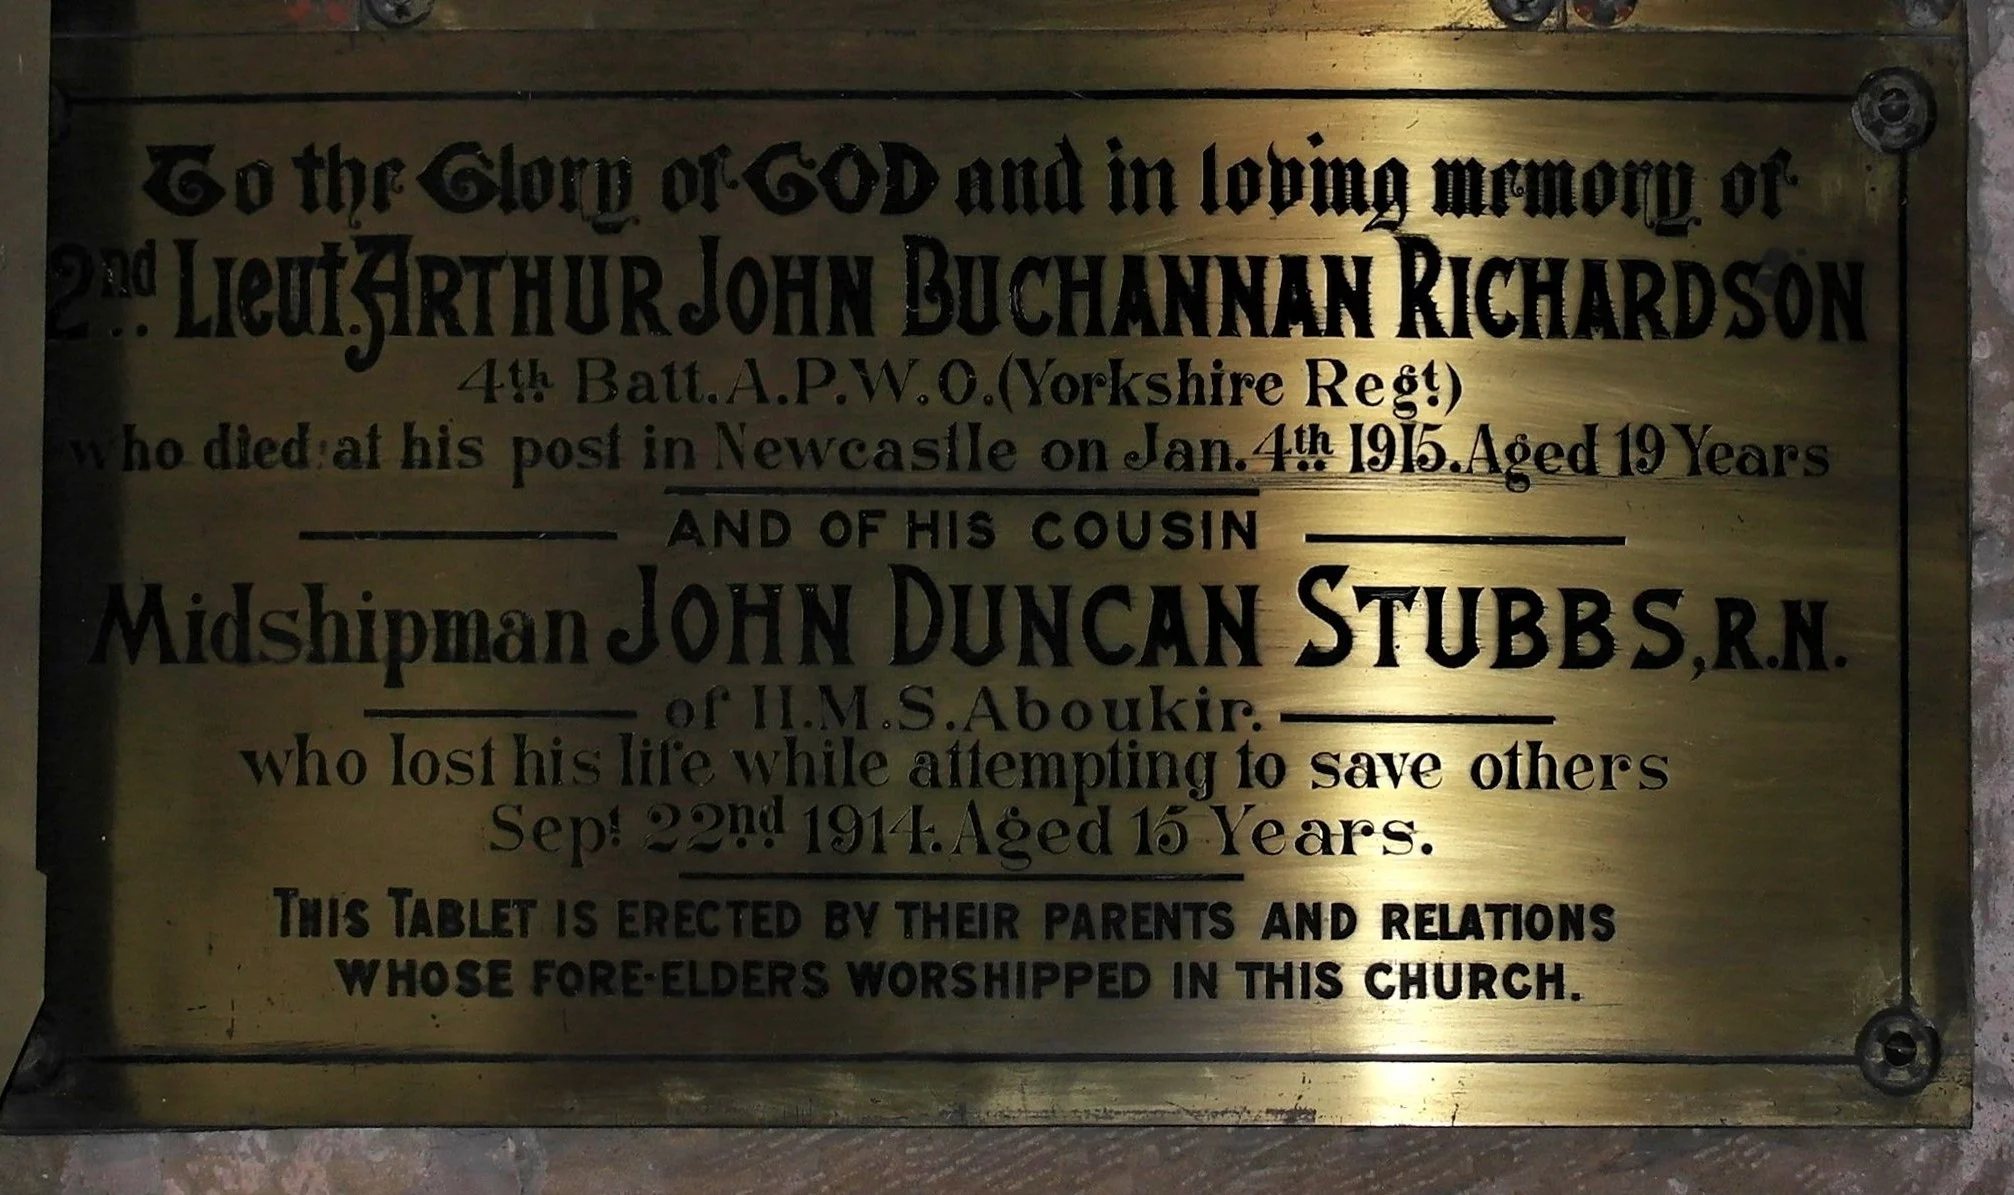 To the Glory of GOD and in loving memory of
2nd Lieut. ARTHUR JOHN BUCHANNAN RICHARDSON
4th Batt. A.P.W.O. (Yorkshire Regt.)
who died at his post in Newcastle on Jan. 4th 1915. Aged 19 Years
AND OF HIS COUSIN
Midshipman JOHN DUNCAN STUBBS, R.N.
of H.M.S. Aboukir.
who lost his life while attempting to save others
Sept. 22nd 1914. Aged 15 Years.
THIS TABLET IS ERECTED BY THEIR PARENTS AND RELATIONS
WHOSE FORE-ELDERS WORSHIPPED IN THIS CHURCH.